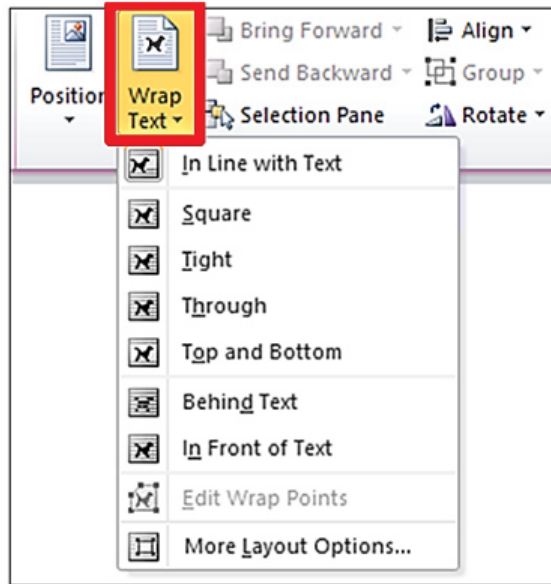 Position
Wrap
Text
Bring Forward
Send Backward
Selection Pane
Align
Group
Rotate
In Line with Text
Square
Tight
Through
Top and Bottom
Behind Text
In Front of Text
Edit Wrap Points
More Layout Options...